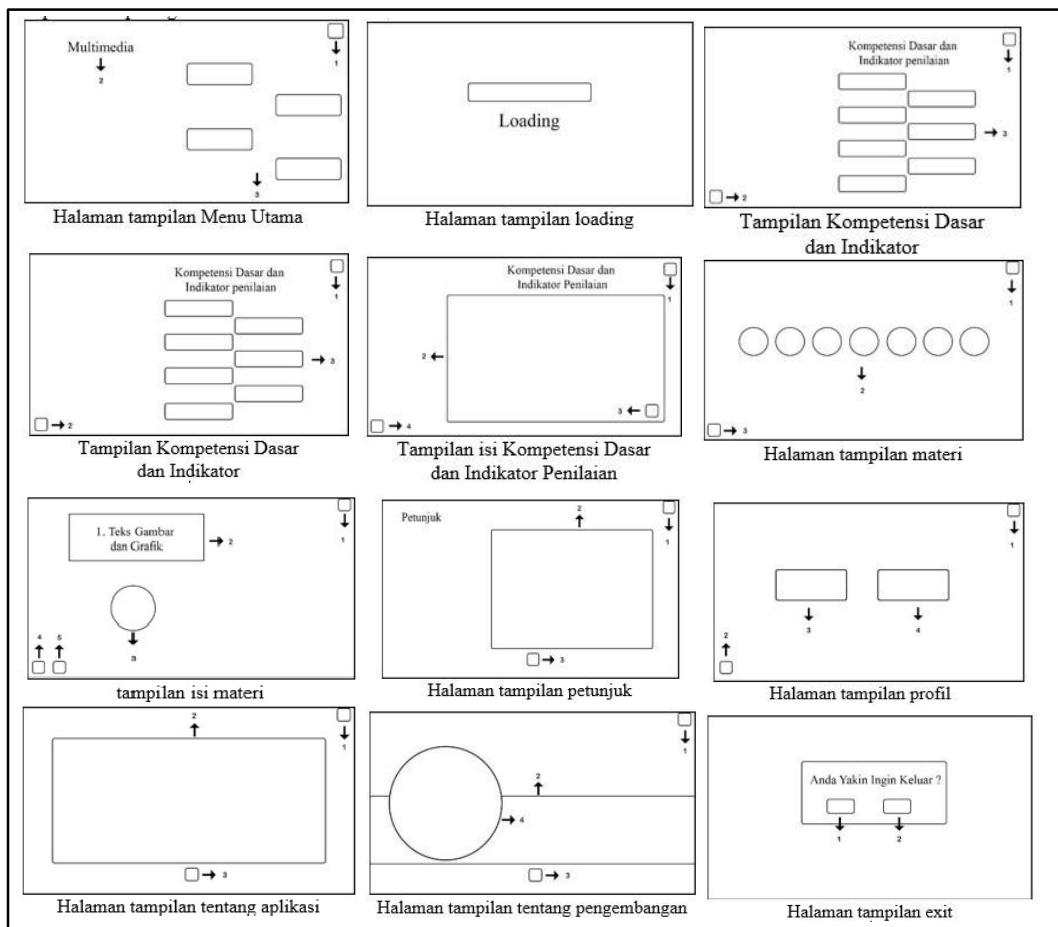 Multimedia
1
2
3
Halaman tampilan Menu Utama
Loading
Halaman tampilan loading
Kompetensi Dasar dan
Indikator penilaian
1
3
2
Tampilan Kompetensi Dasar
dan Indikator
Kompetensi Dasar dan
Indikator penilaian
1
3
2
Tampilan Kompetensi Dasar
dan Indikator
Kompetensi Dasar dan
Indikator Penilaian
1
2
3
4
Tampilan isi Kompetensi Dasar
dan Indikator Penilaian
1
2
3
Halaman tampilan materi
1. Teks Gambar
dan Grafik
1
2
3
4 5
tampilan isi materi
Petunjuk
2
1
3
Halaman tampilan petunjuk
1
3 4
2
Halaman tampilan profil
2
1
3
Halaman tampilan tentang aplikasi
1
2
4
3
Halaman tampilan tentang pengembangan
Anda Yakin Ingin Keluar ?
1 2
Halaman tampilan exit